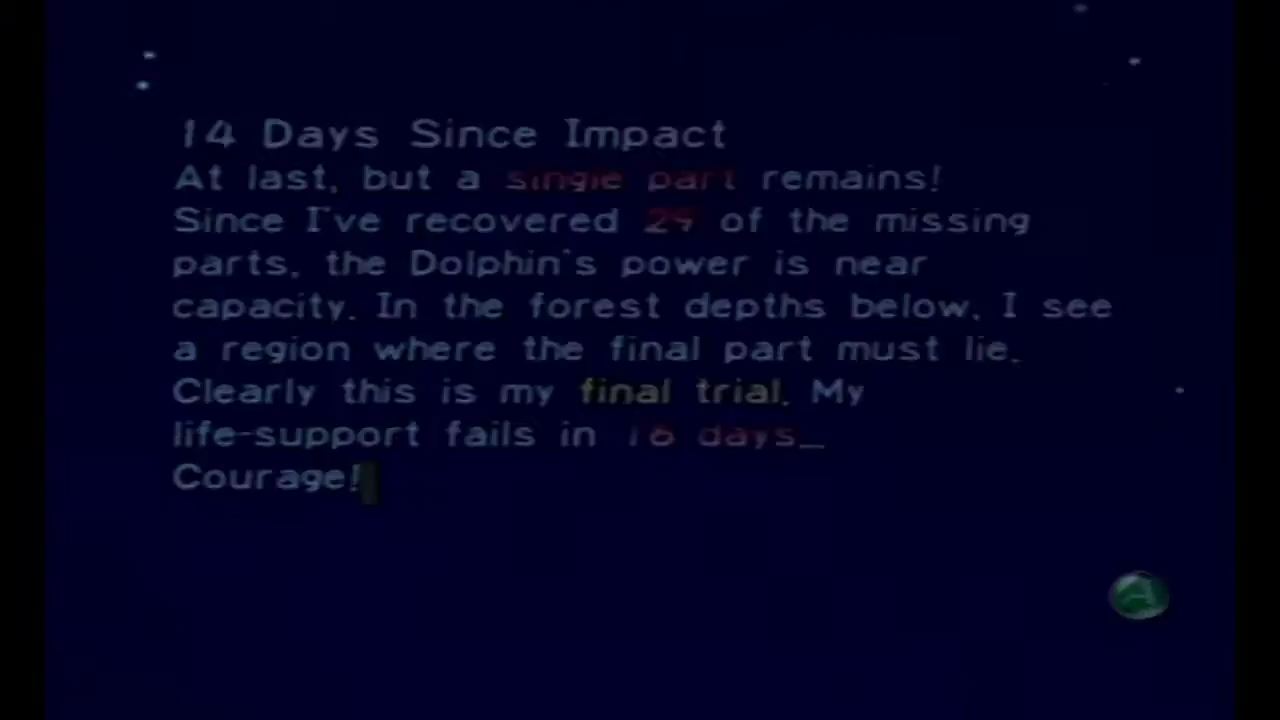 14 Days Since Impact
At last, but a single part remains!
Since I've recovered 29 of the missing
parts, the Dolphin's power is near
capacity. In the forest depths below, I see
a region where the final part must lie.
Clearly this is my final trial. My
life-support fails in 16 days_
Courage!
A